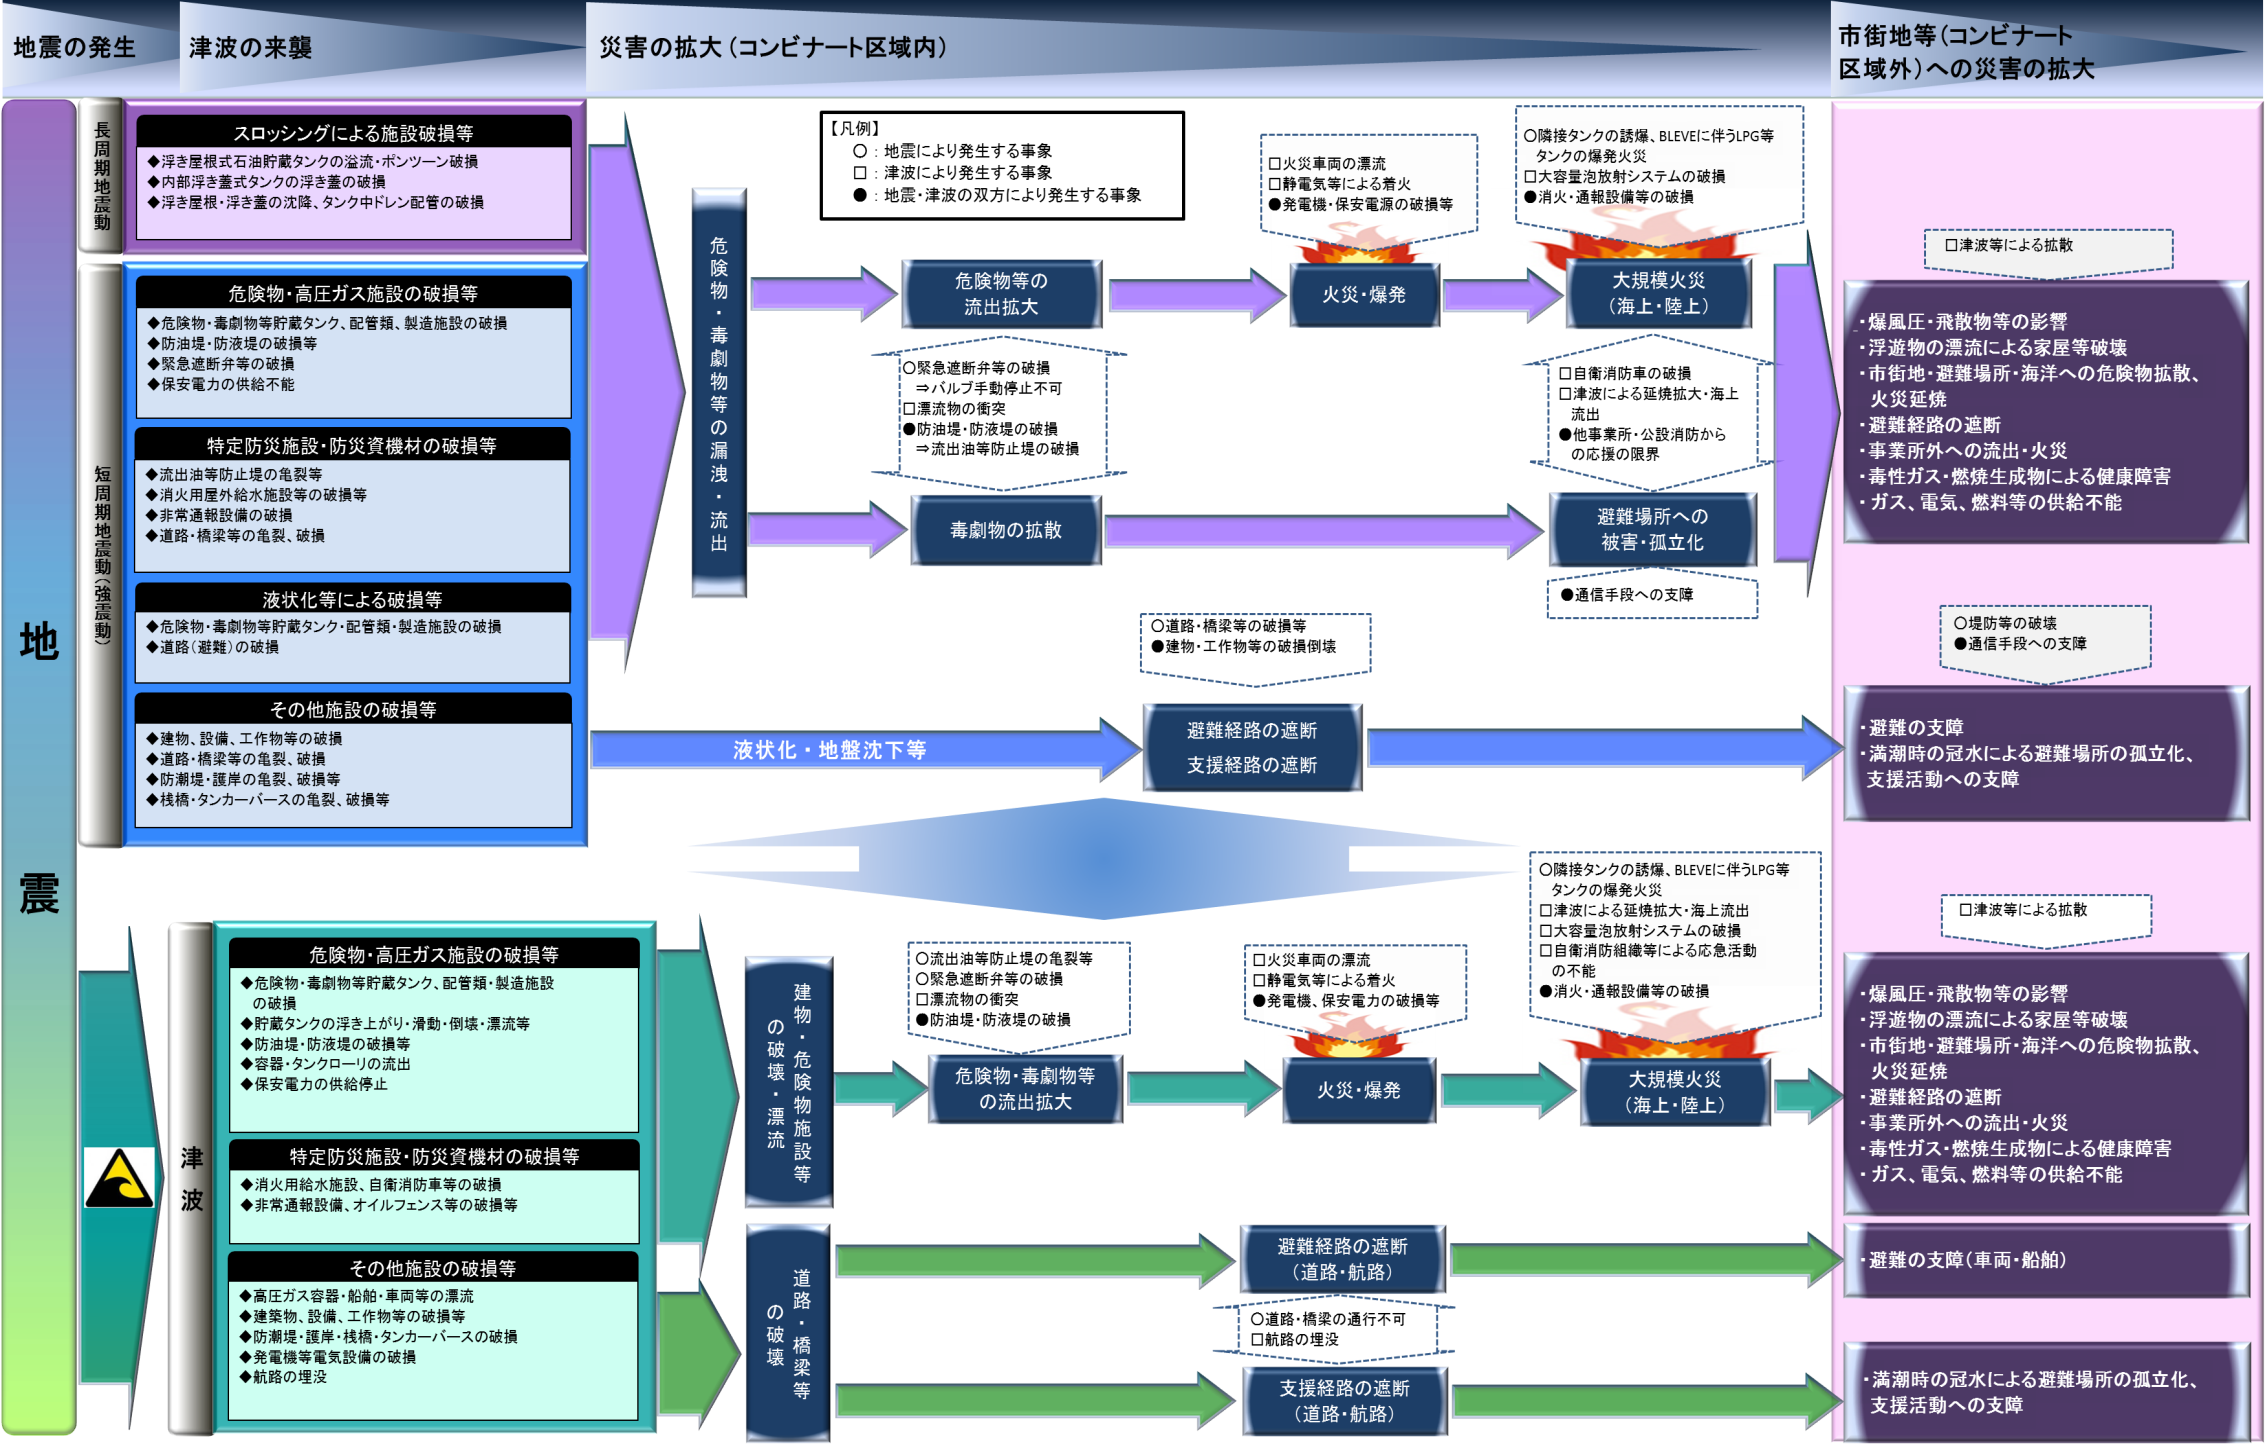 地震の発生
津波の来襲
災害の拡大（コンビナート区域内）
市街地等（コンビナート
区域外）への災害の拡大
地震
長周期地震動
スロッシングによる施設破損等
◆浮き屋根式石油貯蔵タンクの溢流・ポンツーン破損
◆内部浮き蓋式タンクの浮き蓋の破損
◆浮き屋根・浮き蓋の沈降、タンク中ドレン配管の破損
短周期地震動（強震動）
危険物・高圧ガス施設の破損等
◆危険物・毒劇物等貯蔵タンク、配管類、製造施設の破損
◆防油堤・防液堤の破損等
◆緊急遮断弁等の破損
◆保安電力の供給不能
特定防災施設・防災資機材の破損等
◆流出油等防止堤の亀裂等
◆消火用屋外給水施設等の破損等
◆非常通報設備の破損
◆道路・橋梁等の亀裂、破損
液状化等による破損等
◆危険物・毒劇物等貯蔵タンク・配管類・製造施設の破損
◆道路（避難）の破損
その他施設の破損等
◆建物、設備、工作物等の破損
◆道路・橋梁等の亀裂、破損
◆防潮堤・護岸の亀裂、破損等
◆桟橋・タンカーバースの亀裂、破損等
【凡例】
○：地震により発生する事象
□：津波により発生する事象
●：地震・津波の双方により発生する事象
危険物・毒劇物等の漏洩・流出
危険物等の
流出拡大
○緊急遮断弁等の破損
⇒バルブ手動停止不可
□漂流物の衝突
●防油堤・防液堤の破損
⇒流出油等防止堤の破損
毒劇物の拡散
□火災車両の漂流
□静電気等による着火
●発電機・保安電源の破損等
火災・爆発
○隣接タンクの誘爆、BLEVEに伴うLPG等
タンクの爆発火災
□大容量泡放射システムの破損
●消火・通報設備等の破損
大規模火災
（海上・陸上）
□自衛消防車の破損
□津波による延焼拡大・海上
流出
●他事業所・公設消防から
の応援の限界
避難場所への
被害・孤立化
●通信手段への支障
□津波等による拡散
・爆風圧・飛散物等の影響
・浮遊物の漂流による家屋等破壊
・市街地・避難場所・海洋への危険物拡散、
火災延焼
・避難経路の遮断
・事業所外への流出・火災
・毒性ガス・燃焼生成物による健康障害
・ガス、電気、燃料等の供給不能
液状化・地盤沈下等
○道路・橋梁等の破損等
●建物・工作物等の破損倒壊
避難経路の遮断
支援経路の遮断
○堤防等の破壊
●通信手段への支障
・避難の支障
・満潮時の冠水による避難場所の孤立化、
支援活動への支障
津波
危険物・高圧ガス施設の破損等
◆危険物・毒劇物等貯蔵タンク、配管類・製造施設
の破損
◆貯蔵タンクの浮き上がり・滑動・倒壊・漂流等
◆防油堤・防液堤の破損等
◆容器・タンクローリの流出
◆保安電力の供給停止
特定防災施設・防災資機材の破損等
◆消火用給水施設、自衛消防車等の破損
◆非常通報設備、オイルフェンス等の破損等
その他施設の破損等
◆高圧ガス容器・船舶・車両等の漂流
◆建築物、設備、工作物等の破損等
◆防潮堤・護岸・桟橋・タンカーバースの破損
◆発電機等電気設備の破損
◆航路の埋没
建物・危険物施設等
の破壊・漂流
○流出油等防止堤の亀裂等
○緊急遮断弁等の破損
□漂流物の衝突
●防油堤・防液堤の破損
危険物・毒劇物等
の流出拡大
□火災車両の漂流
□静電気等による着火
●発電機、保安電力の破損等
火災・爆発
○隣接タンクの誘爆、BLEVEに伴うLPG等
タンクの爆発火災
□津波による延焼拡大・海上流出
□大容量泡放射システムの破損
□自衛消防組織等による応急活動
の不能
●消火・通報設備等の破損
大規模火災
（海上・陸上）
□津波等による拡散
・爆風圧・飛散物等の影響
・浮遊物の漂流による家屋等破壊
・市街地・避難場所・海洋への危険物拡散、
火災延焼
・避難経路の遮断
・事業所外への流出・火災
・毒性ガス・燃焼生成物による健康障害
・ガス、電気、燃料等の供給不能
道路・橋梁等
の破壊
避難経路の遮断
（道路・航路）
○道路・橋梁の通行不可
□航路の埋没
支援経路の遮断
（道路・航路）
・避難の支障（車両・船舶）
・満潮時の冠水による避難場所の孤立化、
支援活動への支障